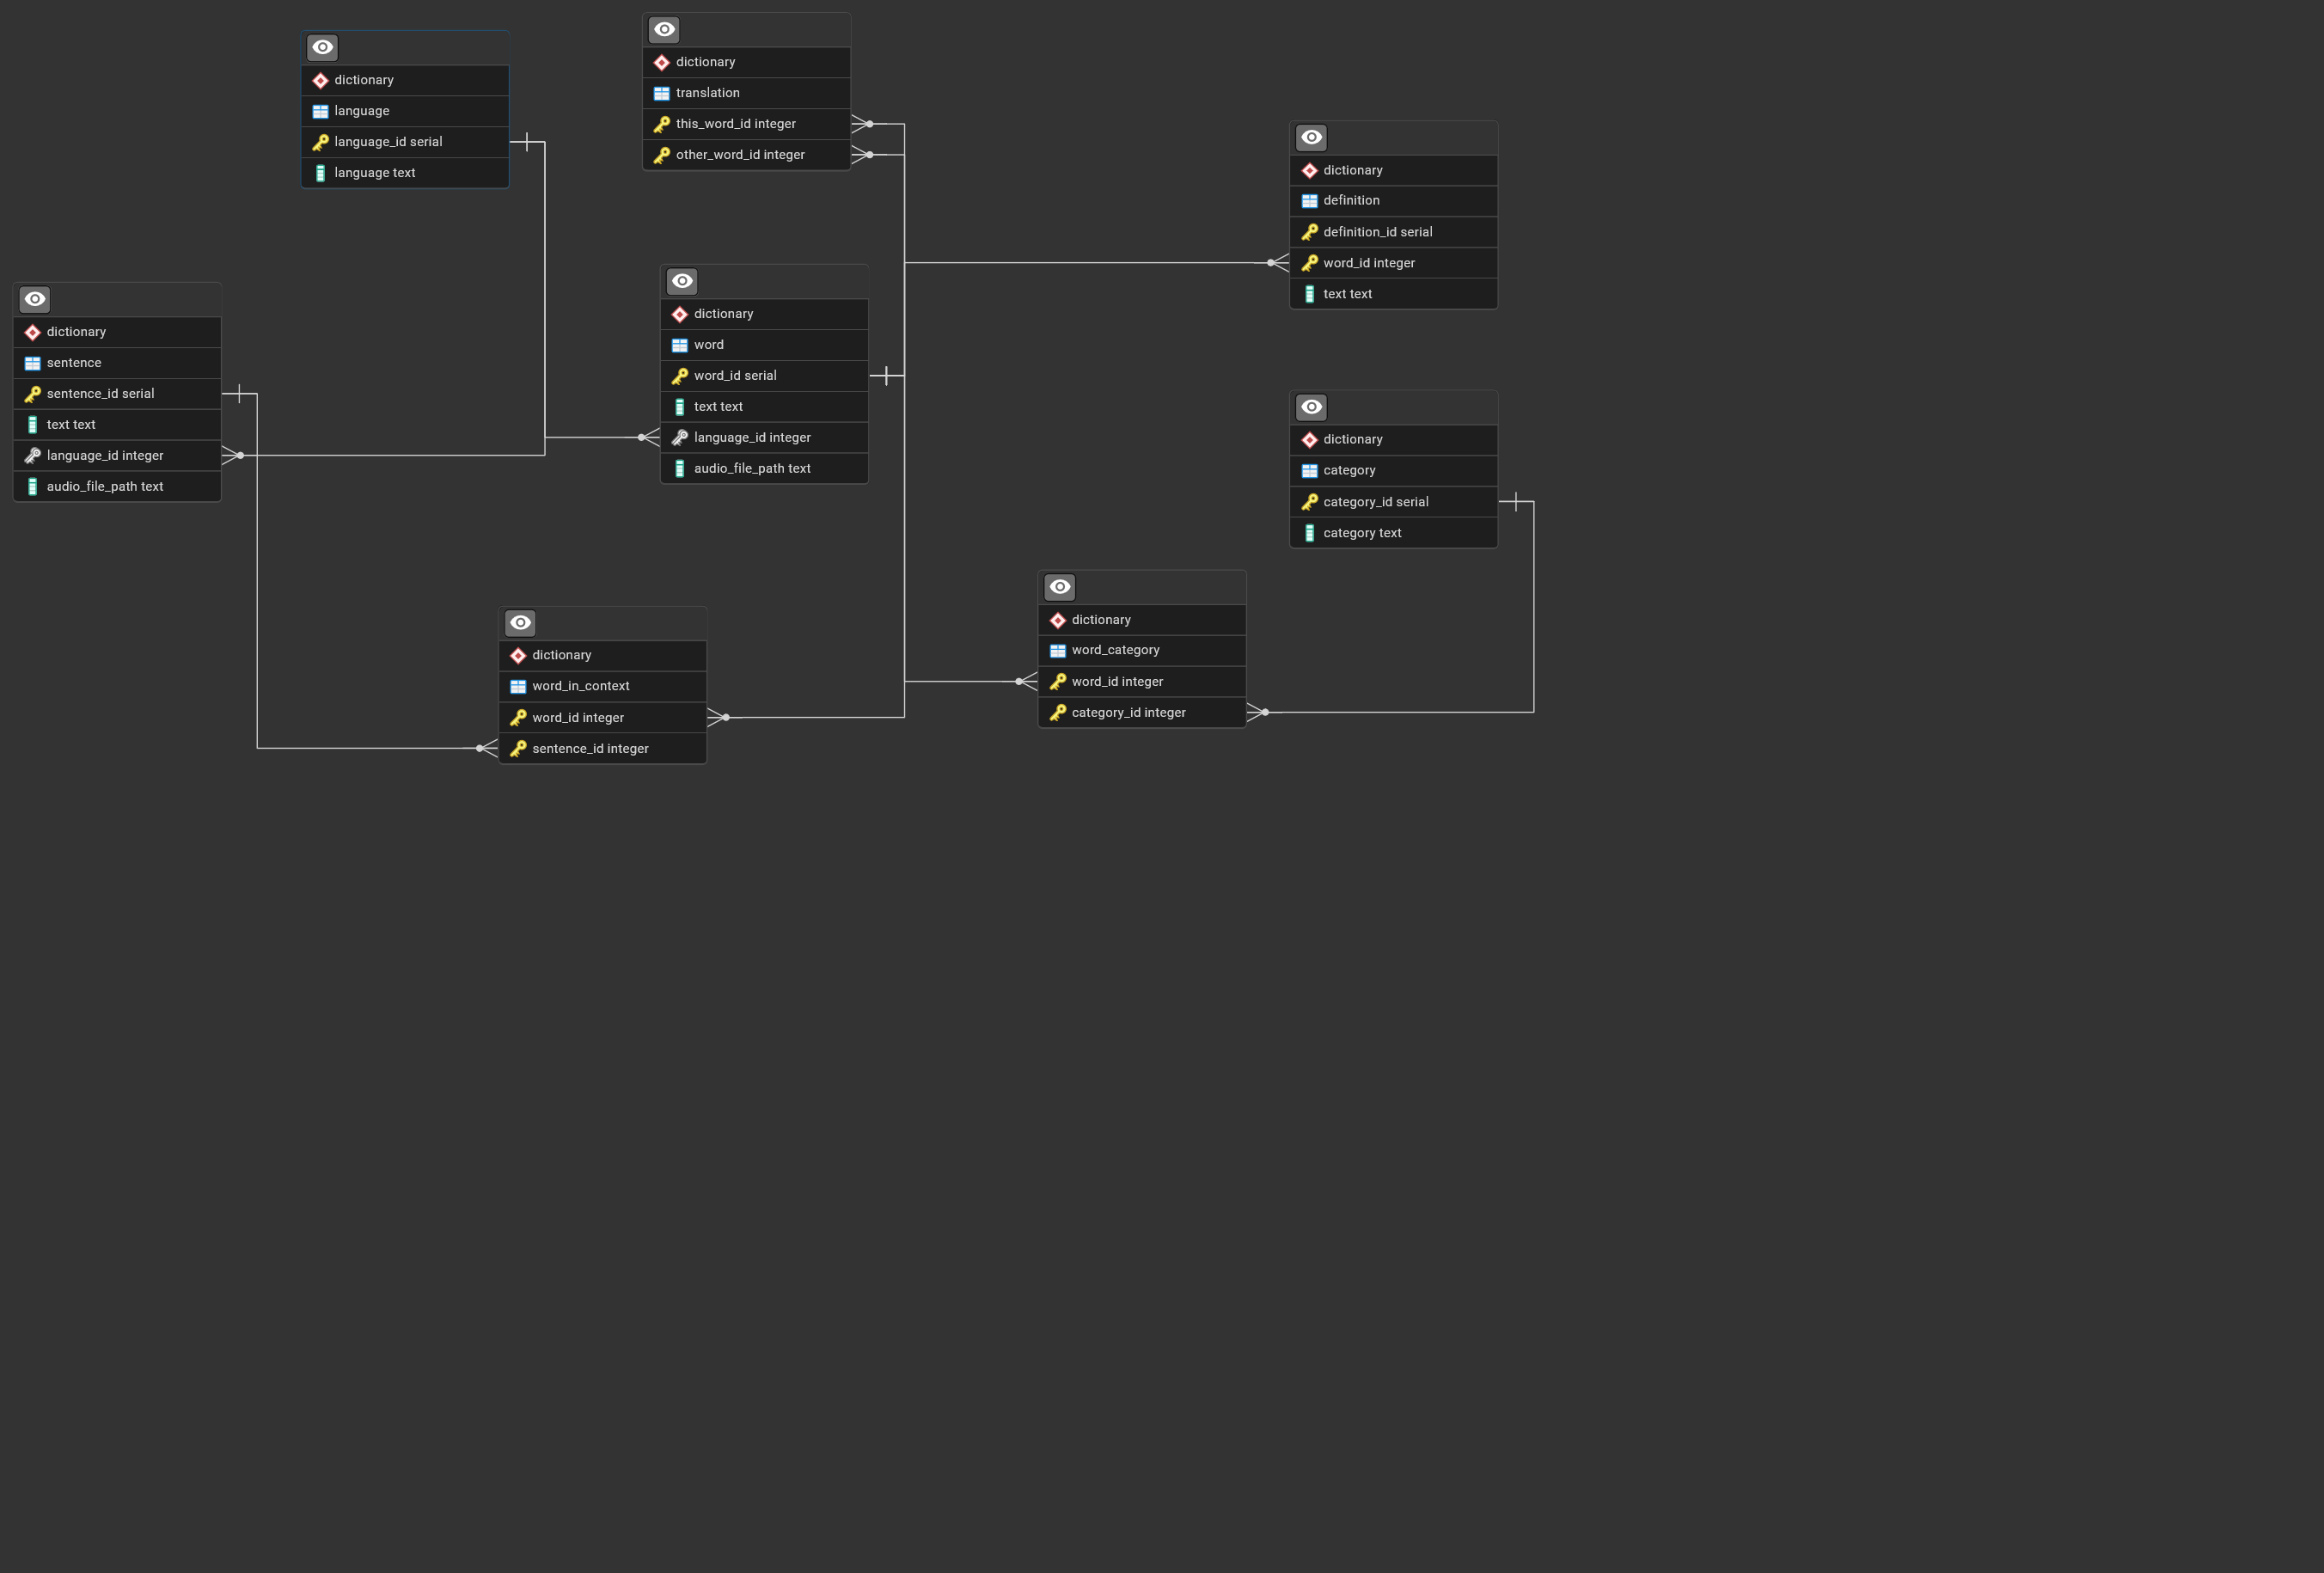 dictionary
language
language_id serial
language text
dictionary
translation
this_word_id integer
other_word_id integer
dictionary
definition
definition_id serial
word_id integer
text text
dictionary
sentence
sentence_id serial
text text
language_id integer
audio_file_path text
dictionary
word
word_id serial
text text
language_id integer
audio_file_path text
dictionary
category
category_id serial
category text
dictionary
word_in_context
word_id integer
sentence_id integer
dictionary
word_category
word_id integer
category_id integer